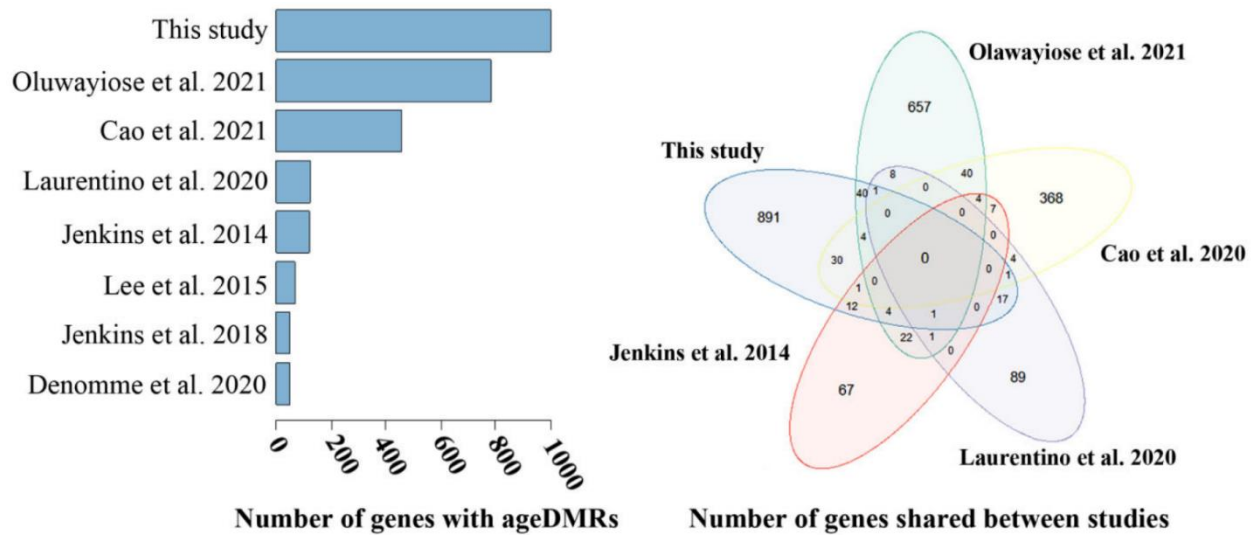 This study
Oluwayiose et al. 2021
Cao et al. 2021
Laurentino et al. 2020
Jenkins et al. 2014
Lee et al. 2015
Jenkins et al. 2018
Denomme et al. 2020
0
200
400
600
800
1000
Number of genes with ageDMRs
Olawayiose et al. 2021
657
This study
8
40
0
40
1
4
368
891
0
0
7
4
0
Cao et al. 2020
30
0
4
0
1
1
0
17
12
4
1
0
22
1
0
Jenkins et al. 2014
67
89
Laurentino et al. 2020
Number of genes shared between studies